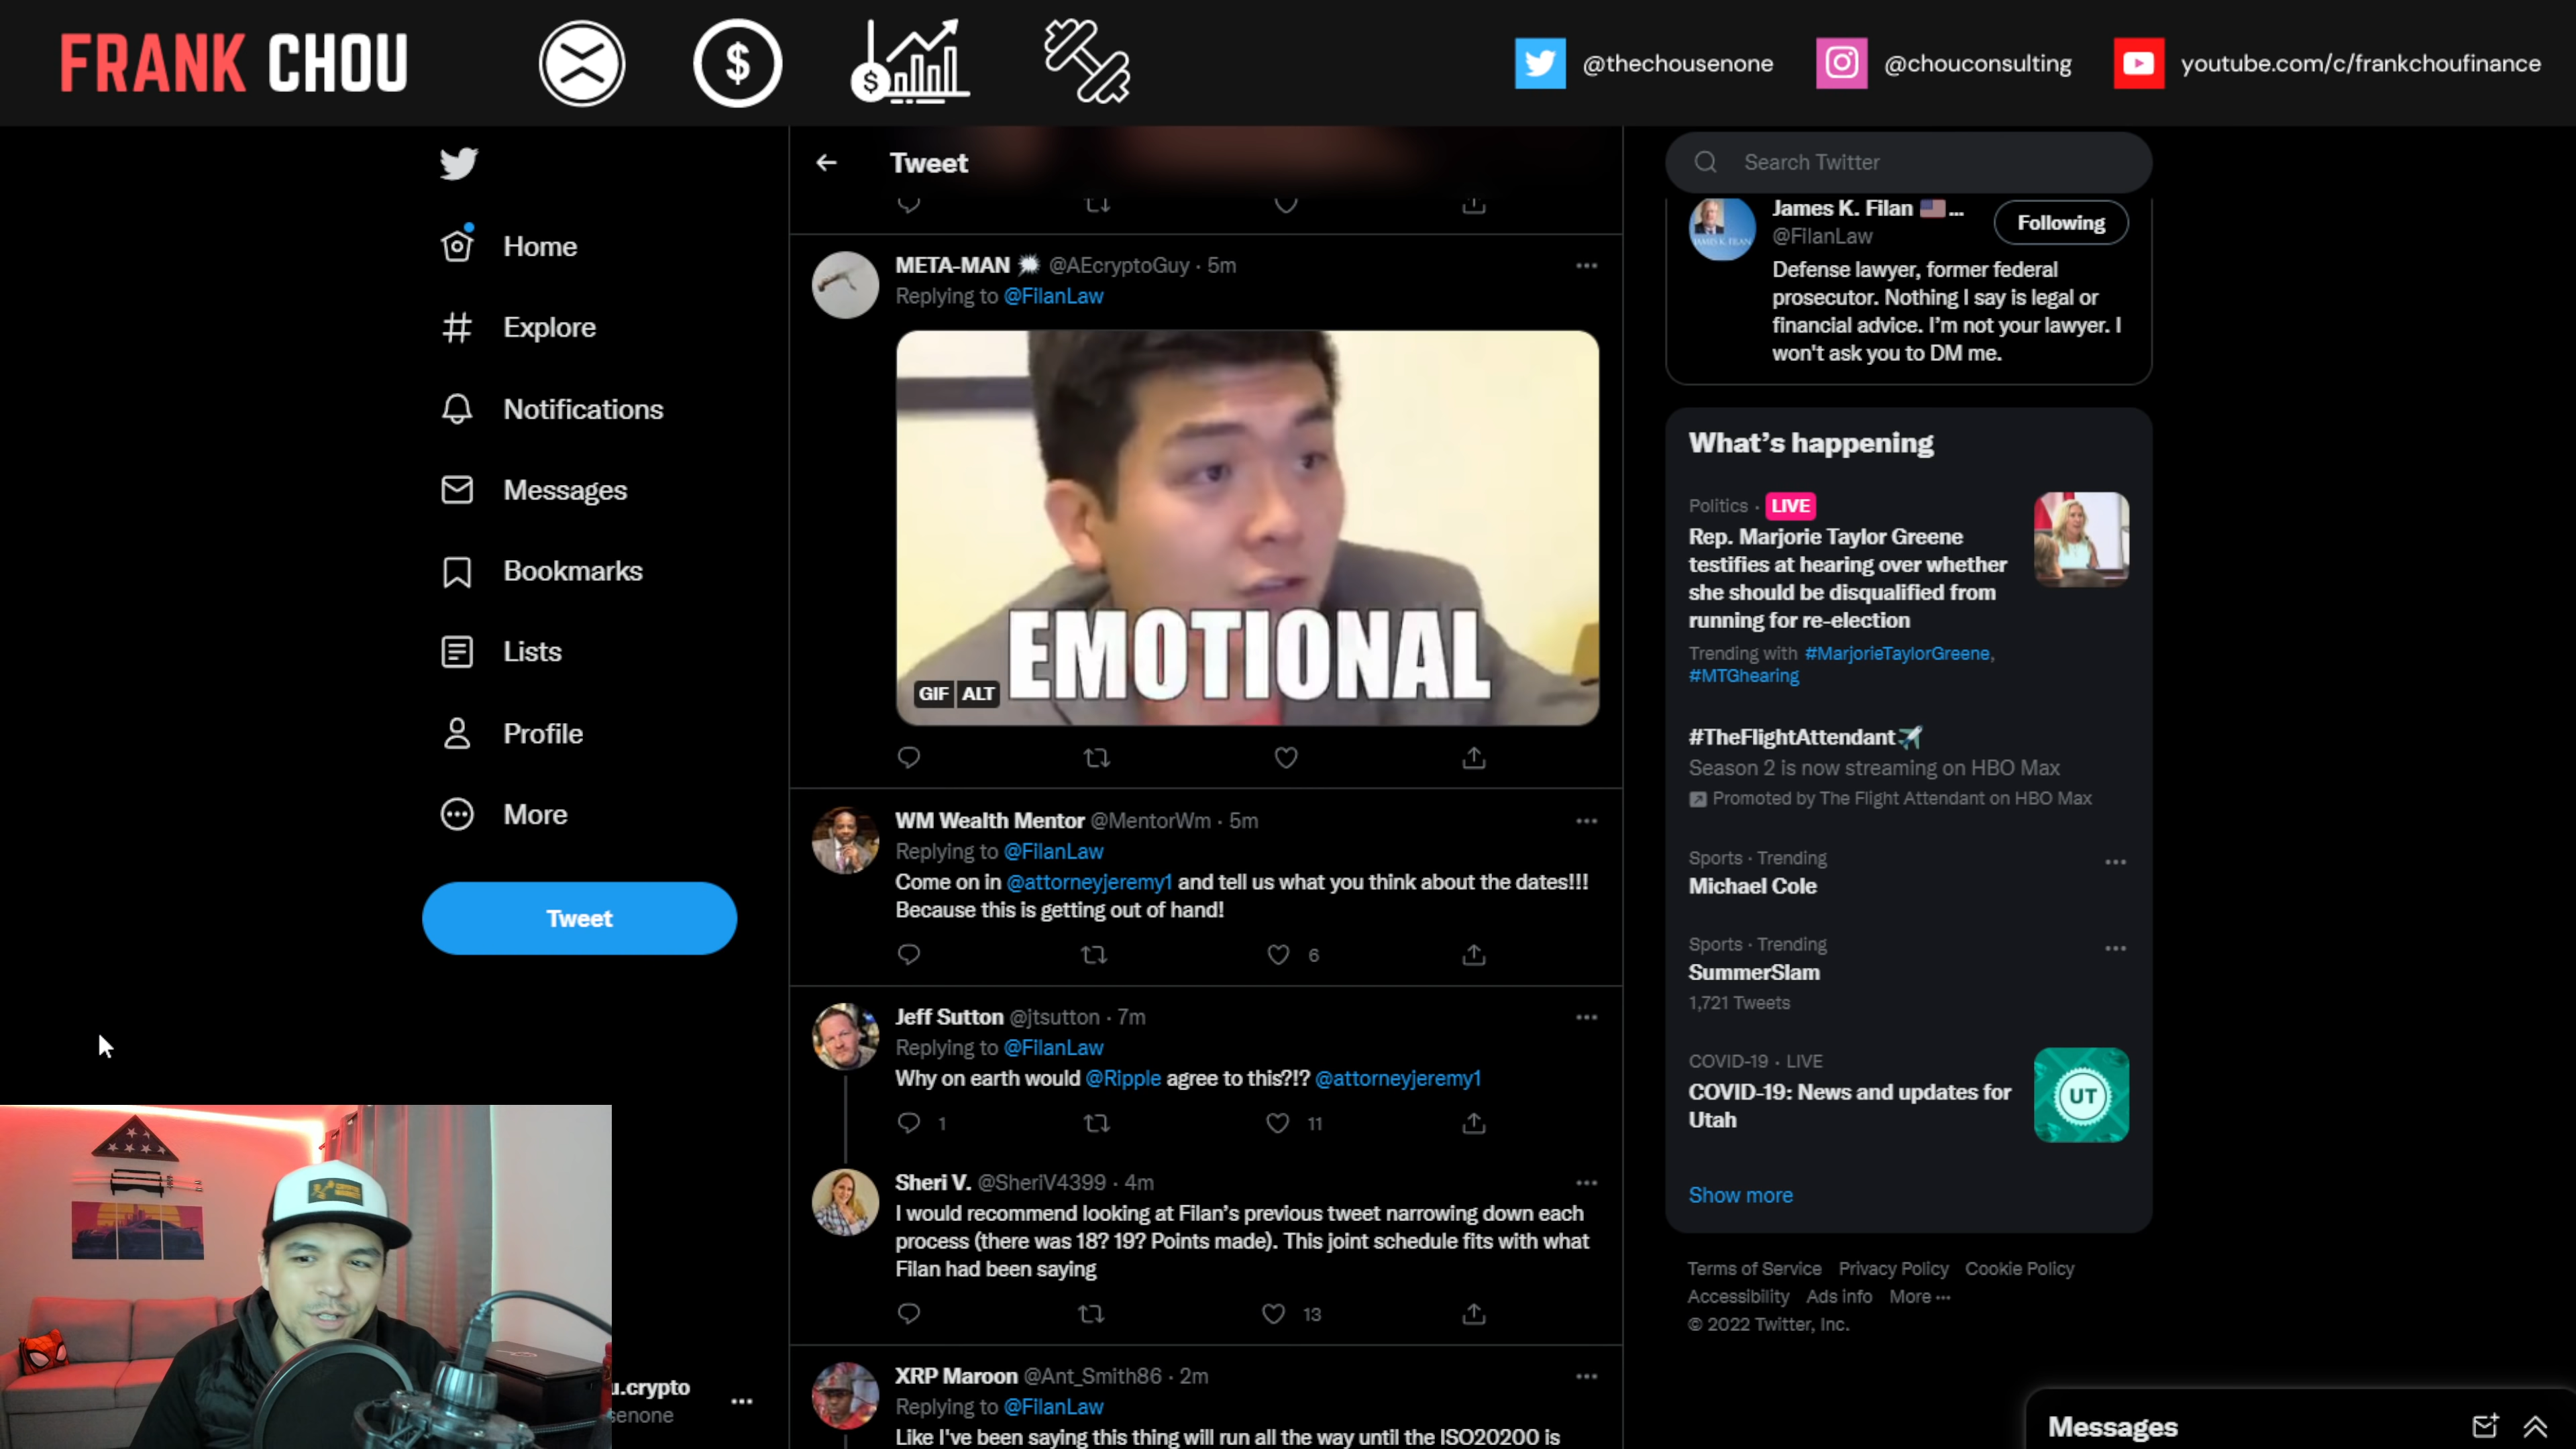 FRANK CHOU
@thechousenone
@chouconsulting
youtube.com/c/frankchoufinance
Home
Explore
Notifications
Messages
Bookmarks
Lists
Profile
More
Tweet
u.crypto
senone
Tweet
META-MAN @AEcryptoGuy · 5m
Replying to @FilanLaw
EMOTIONAL
GIF ALT
WM Wealth Mentor @MentorWm · 5m
Replying to @FilanLaw
Come on in @attorneyjeremy1 and tell us what you think about the dates!!!
Because this is getting out of hand!
6
Jeff Sutton @jtsutton · 7m
Replying to @FilanLaw
Why on earth would @Ripple agree to this?!? @attorneyjeremy1
1 11
Sheri V. @SheriV4399 · 4m
I would recommend looking at Filan’s previous tweet narrowing down each
process (there was 18? 19? Points made). This joint schedule fits with what
Filan had been saying
13
XRP Maroon @Ant_Smith86 · 2m
Replying to @FilanLaw
Like I've been saying this thing will run all the way until the ISO20200 is
Search Twitter
James K. Filan ...
@FilanLaw
Following
Defense lawyer, former federal
prosecutor. Nothing I say is legal or
financial advice. I’m not your lawyer. I
won't ask you to DM me.
What’s happening
Politics · LIVE
Rep. Marjorie Taylor Greene
testifies at hearing over whether
she should be disqualified from
running for re-election
Trending with #MarjorieTaylorGreene,
#MTGhearing
#TheFlightAttendant
Season 2 is now streaming on HBO Max
Promoted by The Flight Attendant on HBO Max
Sports · Trending
Michael Cole
Sports · Trending
SummerSlam
1,721 Tweets
COVID-19 · LIVE
COVID-19: News and updates for
Utah
UT
Show more
Terms of Service Privacy Policy Cookie Policy
Accessibility Ads info More ···
© 2022 Twitter, Inc.
Messages